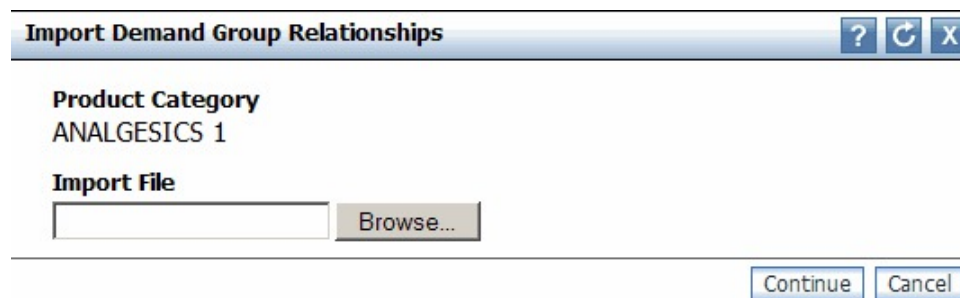 Import Demand Group Relationships
? X
Product Category
ANALGESICS 1
Import File
Browse...
Continue Cancel